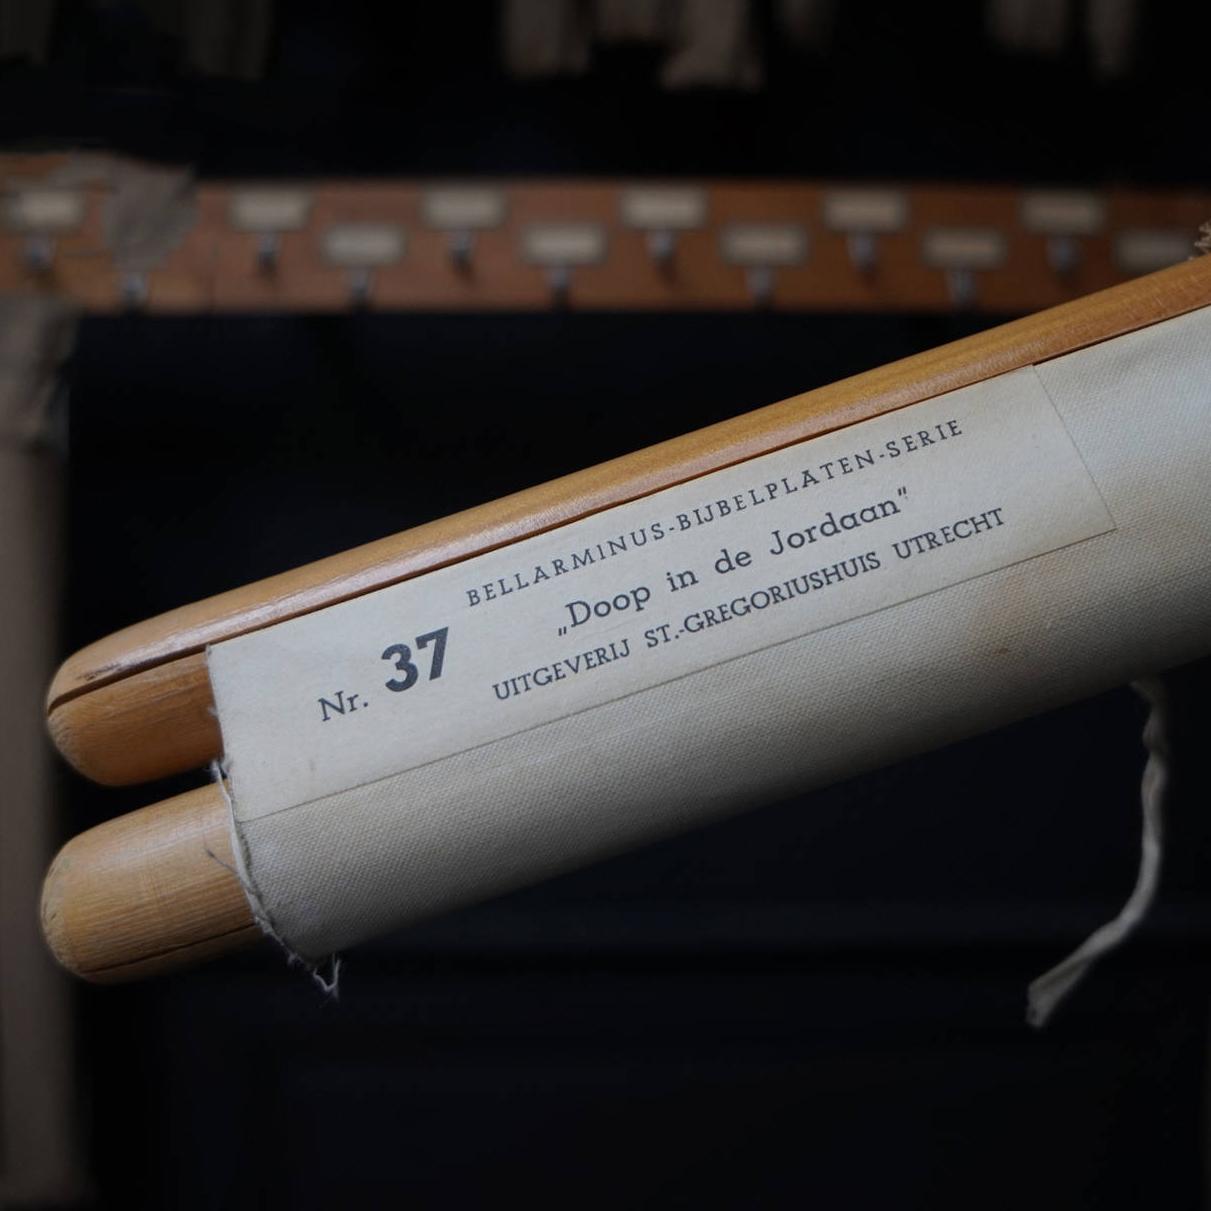 BELLARMINUS-BIJBELPLATEN-SERIE
Nr. 37 „Doop in de Jordaan"
UITGEVERIJ ST.-GREGORIUSHUIS UTRECHT